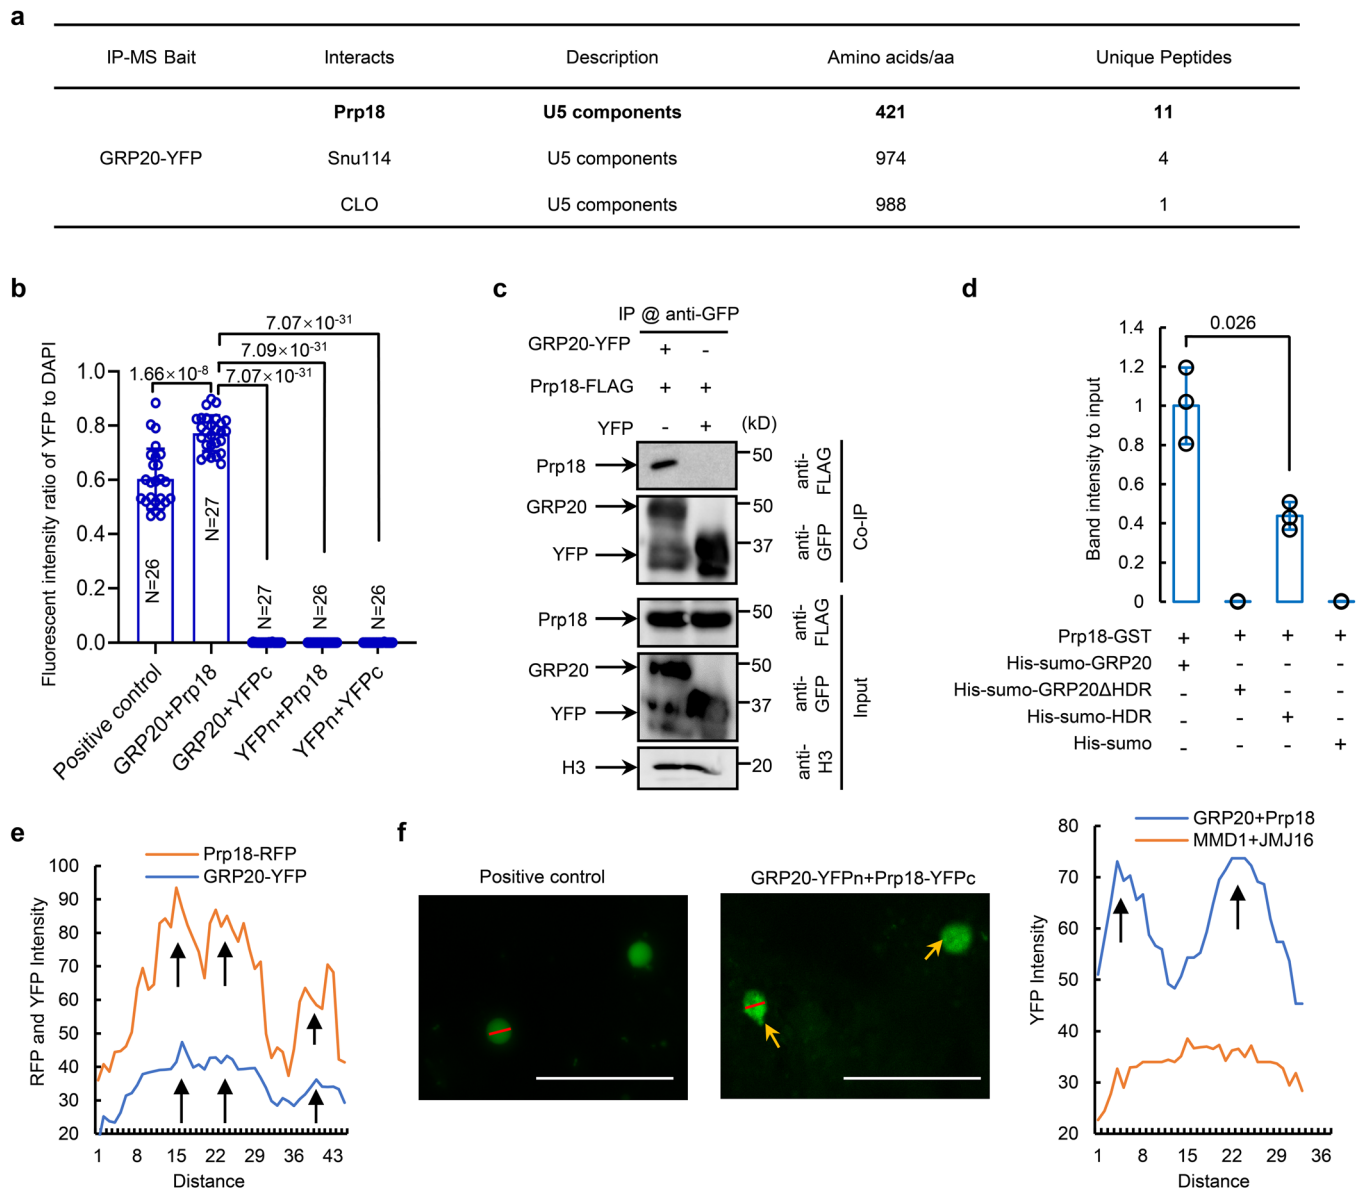 a
IP-MS Bait Interacts Description Amino acids/aa Unique Peptides
Prp18 U5 components 421 11
GRP20-YFP Snu114 U5 components 974 4
CLO U5 components 988 1
b
Fluorescent intensity ratio of YFP to DAPI
7.07×10-31
7.09×10-31
1.66×10-8 7.07×10-31
1.0
0.8
0.6
0.4
0.2
0.0
N=26 N=27 N=27 N=26 N=26
Positive control
GRP20+Prp18
GRP20+YFPc
YFPn+Prp18
YFPn+YFPc
c
IP @ anti-GFP
GRP20-YFP + -
Prp18-FLAG + +
YFP - + (kD)
Prp18 50 anti-FLAG
GRP20 50 anti-GFP
YFP 37
Co-IP
Prp18 50 anti-FLAG
GRP20 50 anti-GFP
YFP 37
H3 20 anti-H3
Input
d
Band intensity to input
0.026
1.4
1.2
1
0.8
0.6
0.4
0.2
0
Prp18-GST + + + +
His-sumo-GRP20 + - - -
His-sumo-GRP20ΔHDR - + - -
His-sumo-HDR - - + -
His-sumo - - - +
e
Prp18-RFP
GRP20-YFP
RFP and YFP Intensity
100
90
80
70
60
50
40
30
20
1 8 15 22 29 36 43
Distance
f
Positive control
GRP20-YFPn+Prp18-YFPc
GRP20+Prp18
MMD1+JMJ16
YFP Intensity
80
70
60
50
40
30
20
1 8 15 22 29 36
Distance